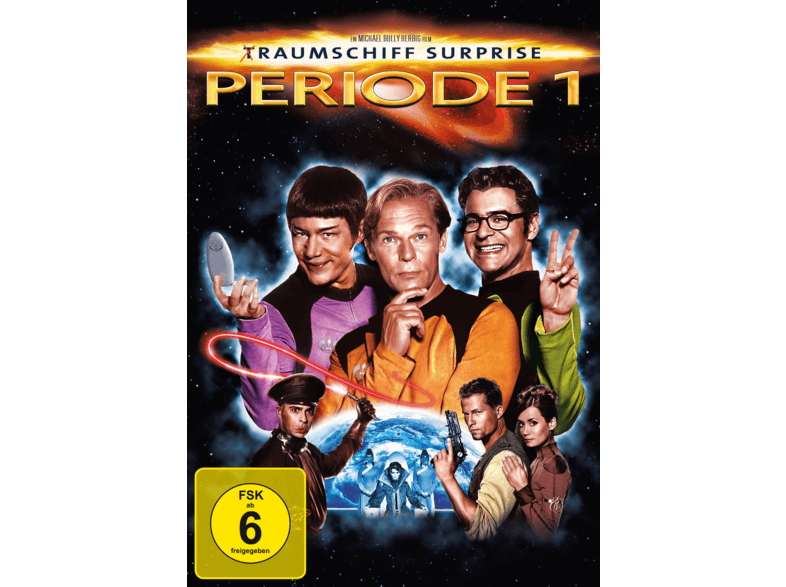 EIN MICHAEL BULLY HERBIG FILM
TRAUMSCHIFF SURPRISE
PERIODE 1
FSK
ab
6
freigegeben